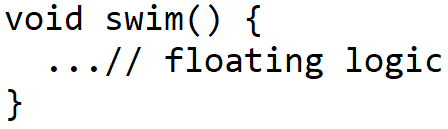 void swim() {
  ...// floating logic
}